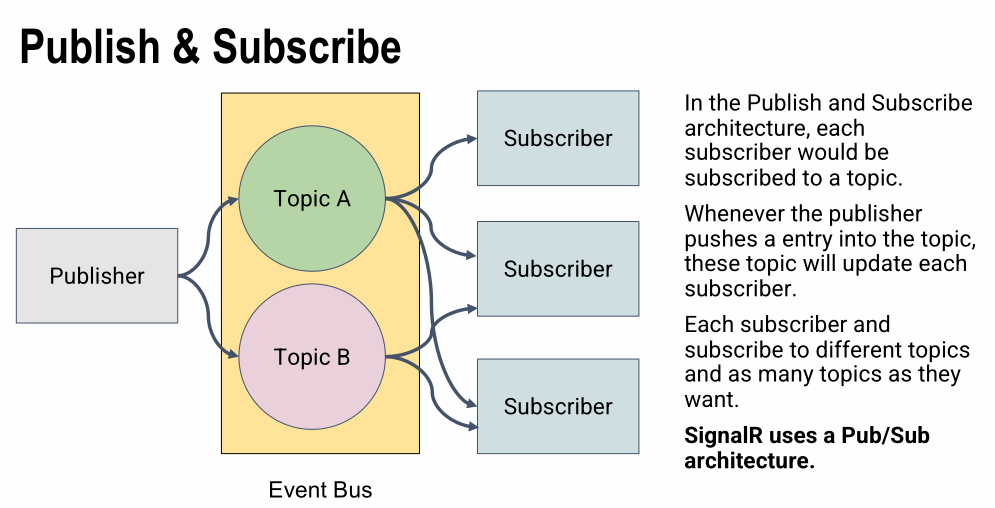 Publish & Subscribe
Publisher
Topic A
Topic B
Event Bus
Subscriber
Subscriber
Subscriber
In the Publish and Subscribe
architecture, each
subscriber would be
subscribed to a topic.
Whenever the publisher
pushes a entry into the topic,
these topic will update each
subscriber.
Each subscriber and
subscribe to different topics
and as many topics as they
want.
SignalR uses a Pub/Sub
architecture.